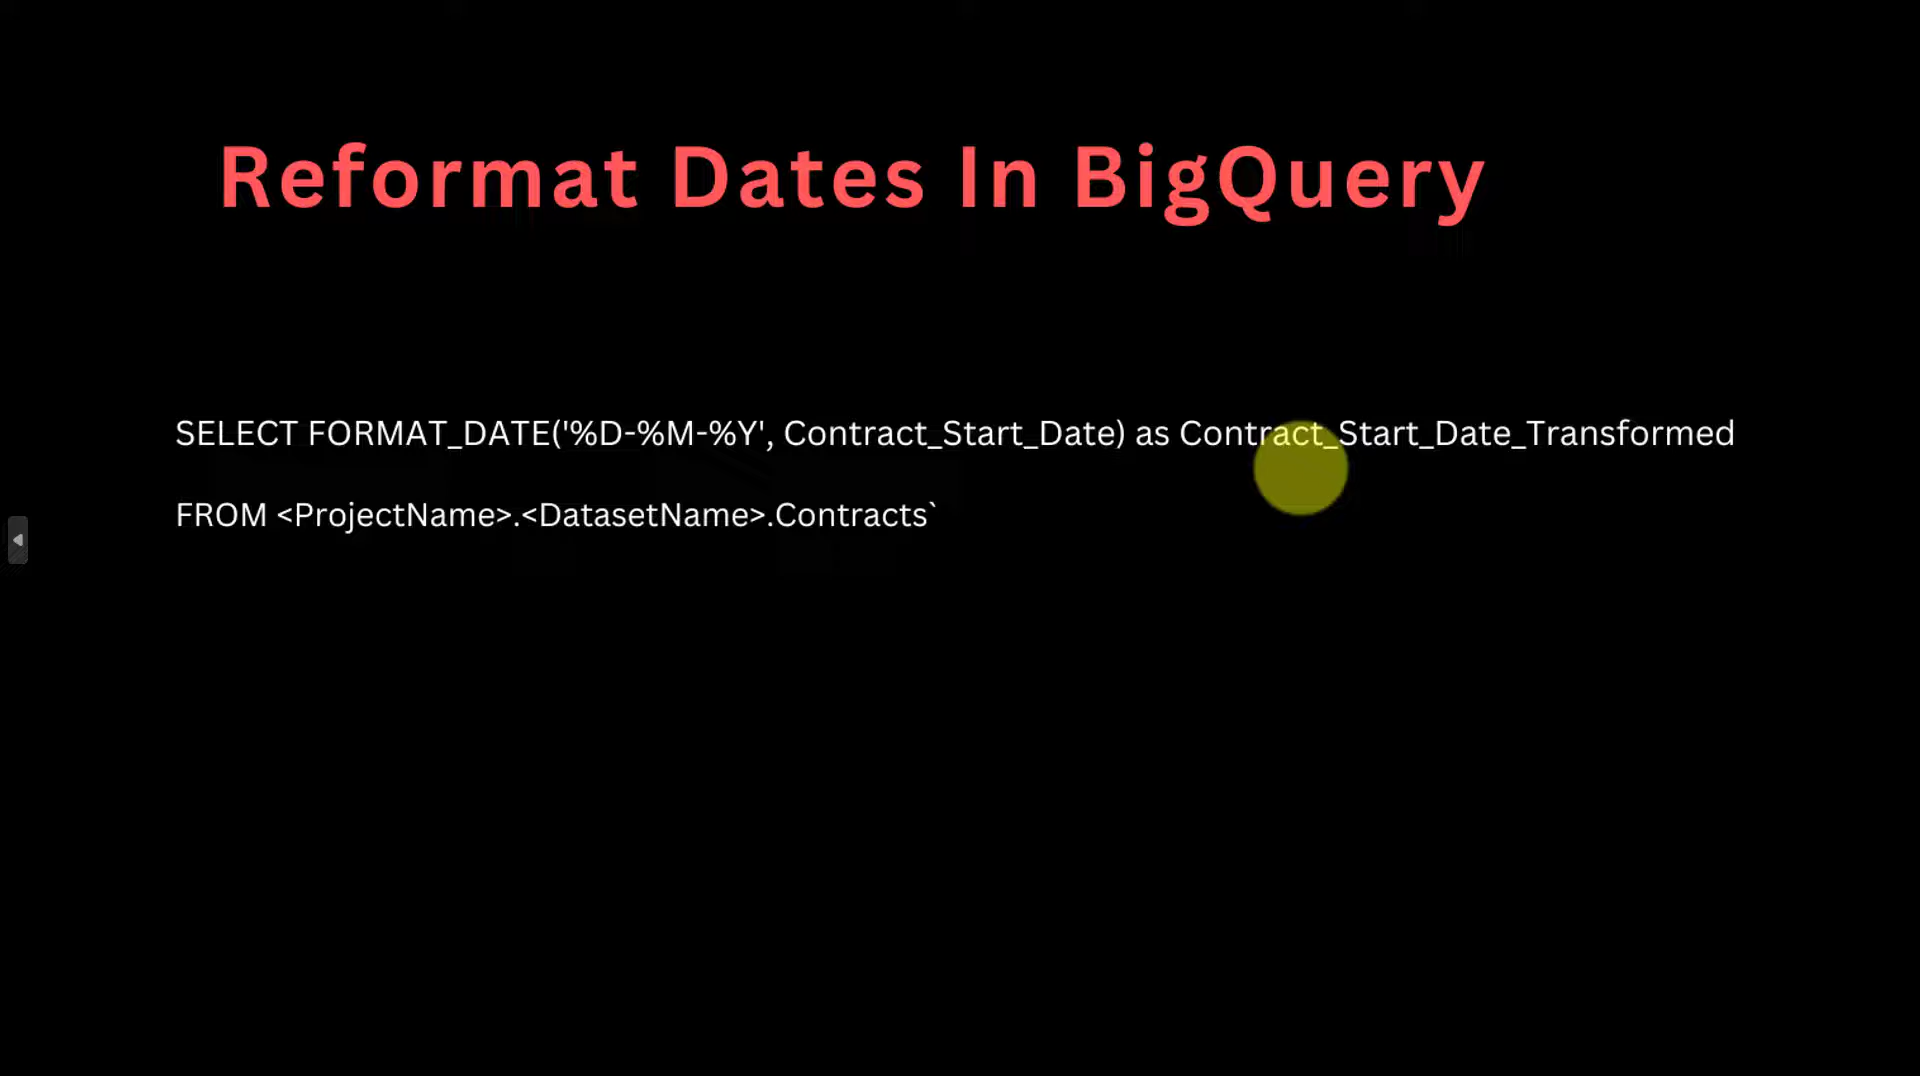 Reformat Dates In BigQuery
SELECT FORMAT_DATE('%D-%M-%Y', Contract_Start_Date) as Contract_Start_Date_Transformed
FROM <ProjectName>.<DatasetName>.Contracts`